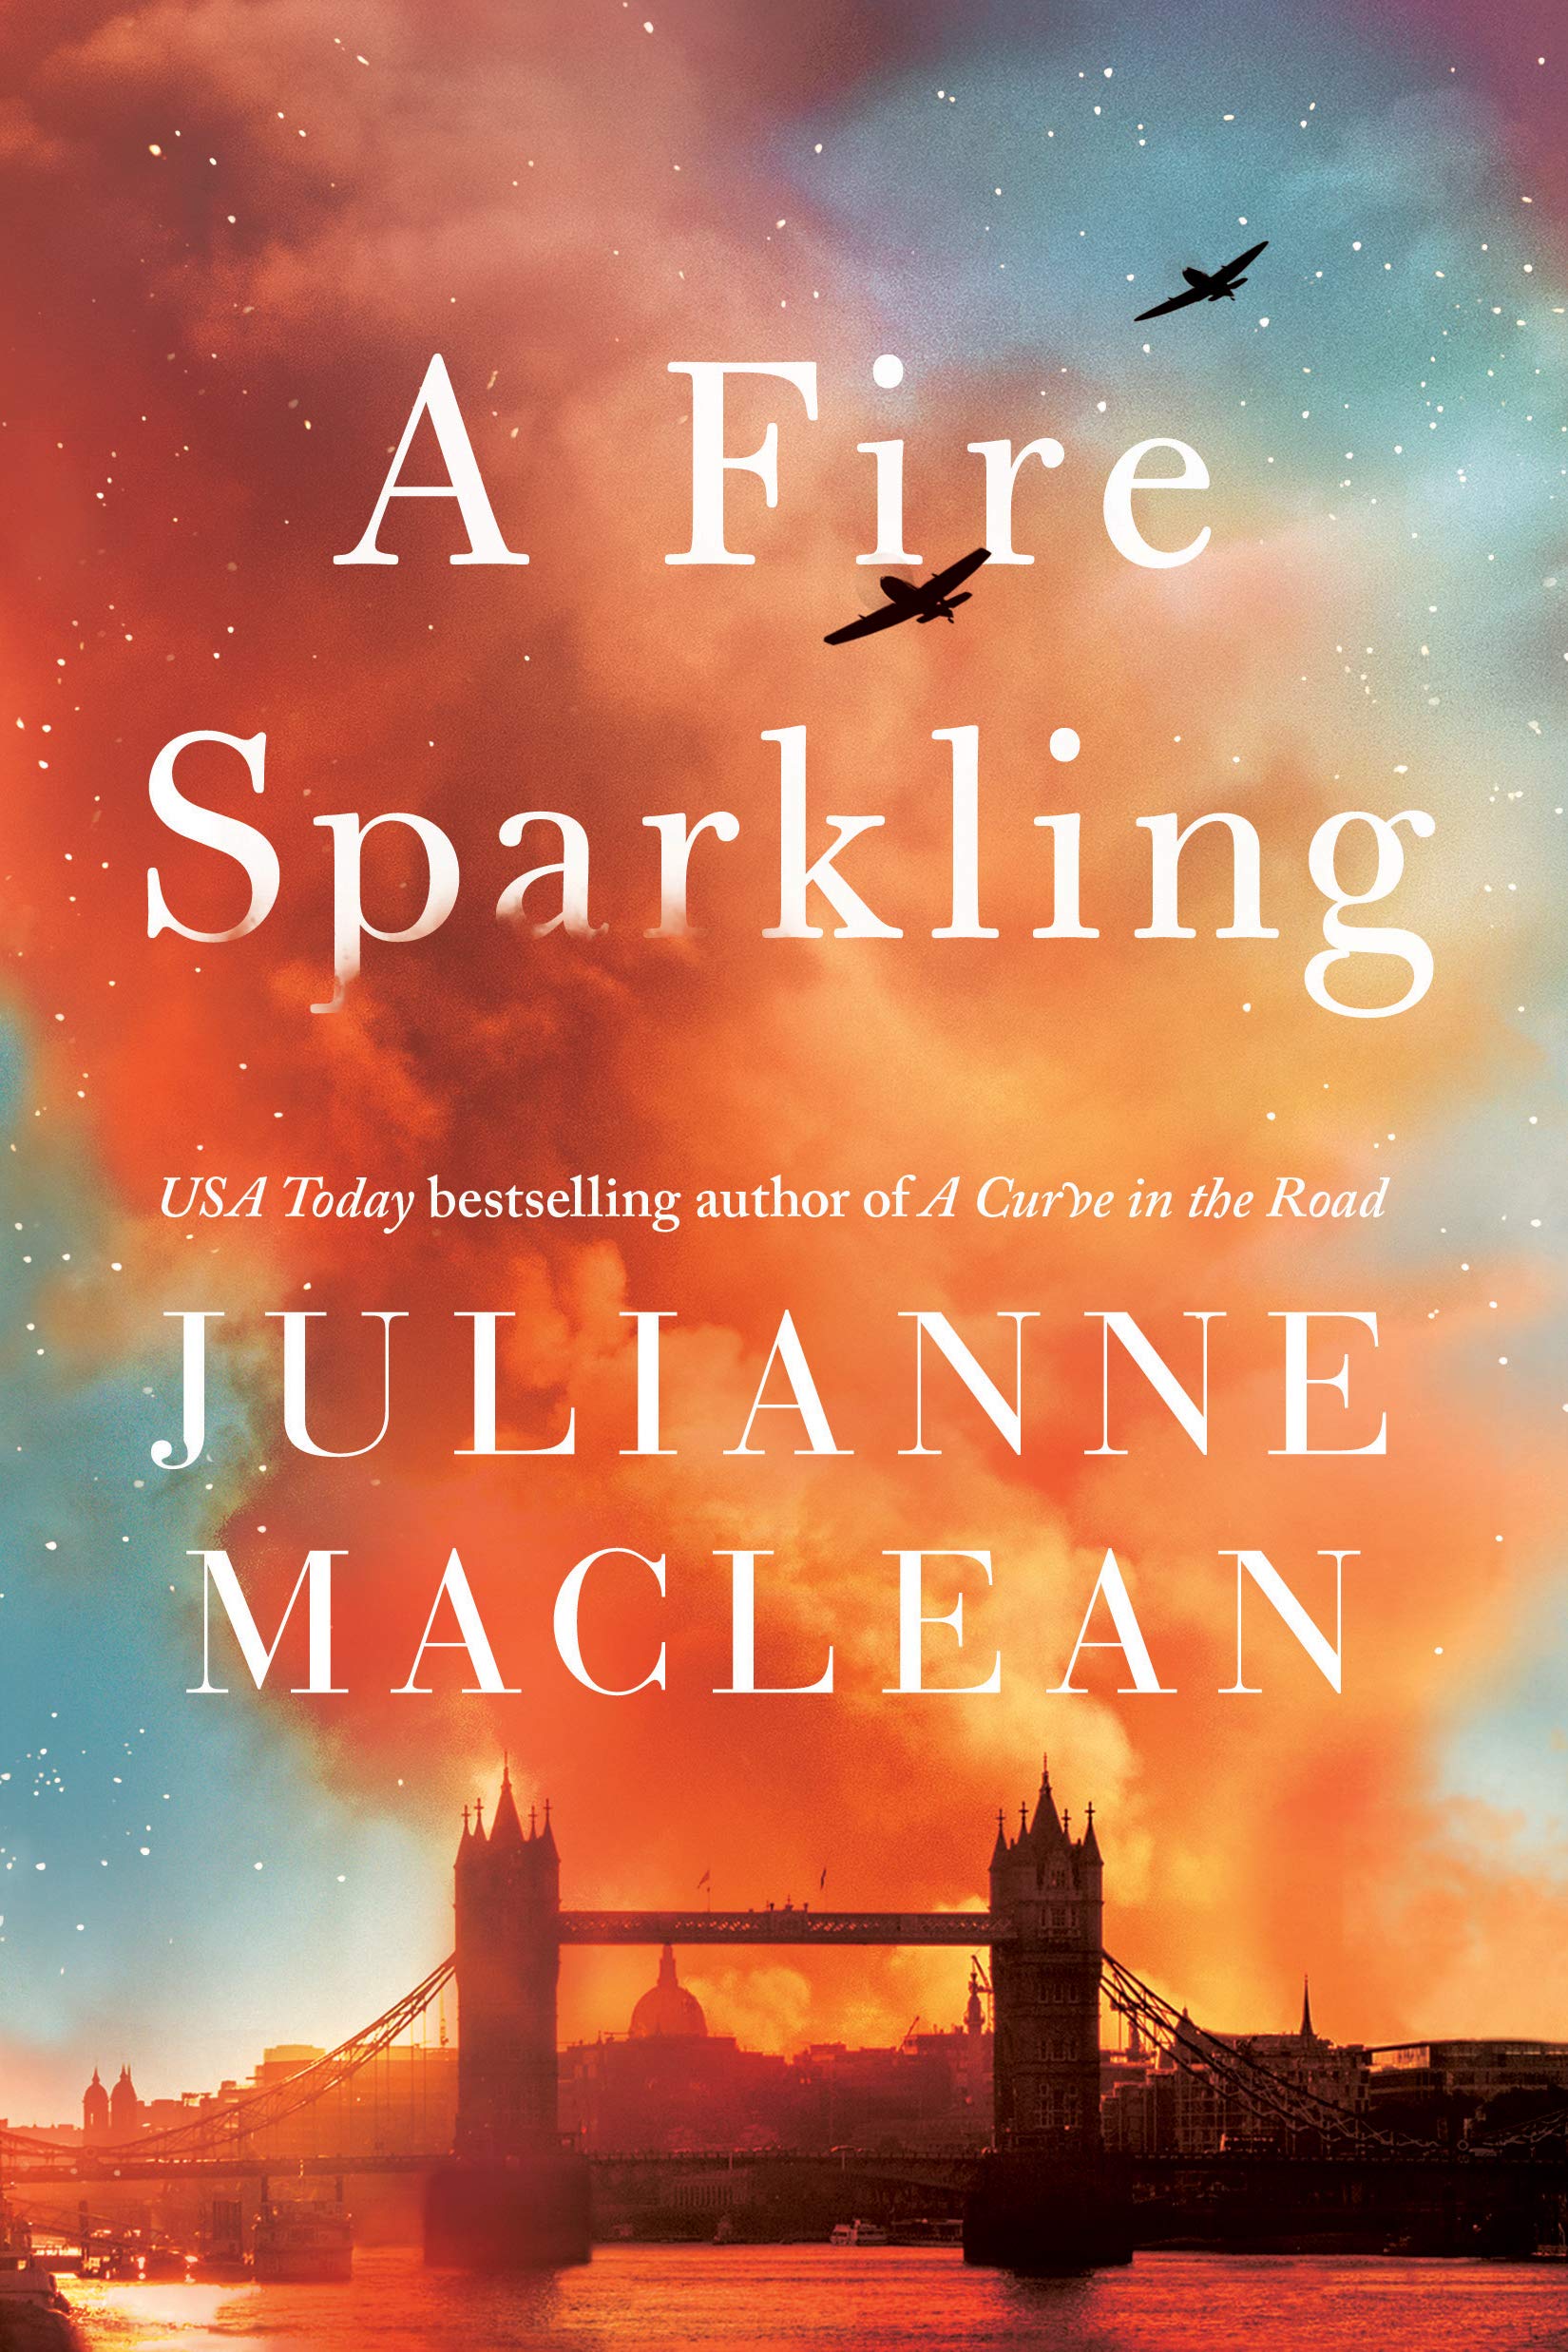 A Fire
Sparkling
USA Today bestselling author of A Curve in the Road
JULIANNE
MACLEAN